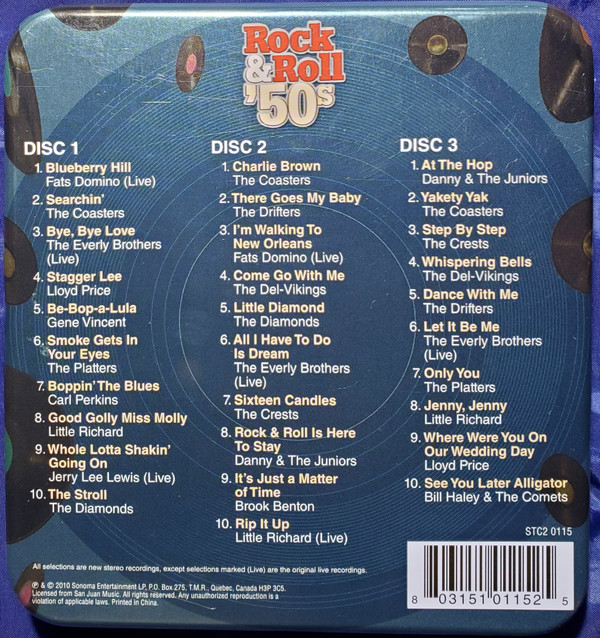 Rock
& Roll
'50s
DISC 1
1. Blueberry Hill
Fats Domino (Live)
2. Searchin'
The Coasters
3. Bye, Bye Love
The Everly Brothers
(Live)
4. Stagger Lee
Lloyd Price
5. Be-Bop-a-Lula
Gene Vincent
6. Smoke Gets In
Your Eyes
The Platters
7. Boppin' The Blues
Carl Perkins
8. Good Golly Miss Molly
Little Richard
9. Whole Lotta Shakin'
Going On
Jerry Lee Lewis (Live)
10. The Stroll
The Diamonds
DISC 2
1. Charlie Brown
The Coasters
2. There Goes My Baby
The Drifters
3. I'm Walking To
New Orleans
Fats Domino (Live)
4. Come Go With Me
The Del-Vikings
5. Little Diamond
The Diamonds
6. All I Have To Do
Is Dream
The Everly Brothers
(Live)
7. Sixteen Candles
The Crests
8. Rock & Roll Is Here
To Stay
Danny & The Juniors
9. It's Just a Matter
of Time
Brook Benton
10. Rip It Up
Little Richard (Live)
DISC 3
1. At The Hop
Danny & The Juniors
2. Yakety Yak
The Coasters
3. Step By Step
The Crests
4. Whispering Bells
The Del-Vikings
5. Dance With Me
The Drifters
6. Let It Be Me
The Everly Brothers
(Live)
7. Only You
The Platters
8. Jenny, Jenny
Little Richard
9. Where Were You On
Our Wedding Day
Lloyd Price
10. See You Later Alligator
Bill Haley & The Comets
STC2 0115
All selections are new stereo recordings, except selections marked (Live) are the original live recordings.
℗ & © 2010 Sonoma Entertainment LP, P.O. Box 275, T.M.R., Quebec, Canada H3P 3C5.
Licensed from San Juan Music. All rights reserved. Any unauthorized reproduction is a
violation of applicable laws. Printed in China.
8 03151 01152 5